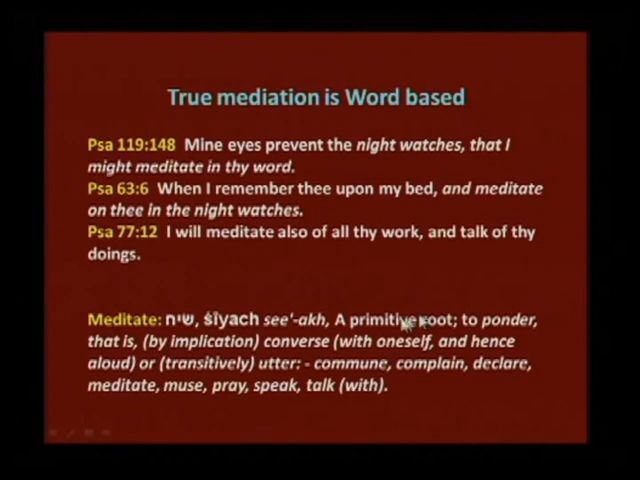 True mediation is Word based
Psa 119:148 Mine eyes prevent the night watches, that I
might meditate in thy word.
Psa 63:6 When I remember thee upon my bed, and meditate
on thee in the night watches.
Psa 77:12 I will meditate also of all thy work, and talk of thy
doings.
Meditate: שׂיח, śîyach see'-akh, A primitive root; to ponder,
that is, (by implication) converse (with oneself, and hence
aloud) or (transitively) utter: - commune, complain, declare,
meditate, muse, pray, speak, talk (with).